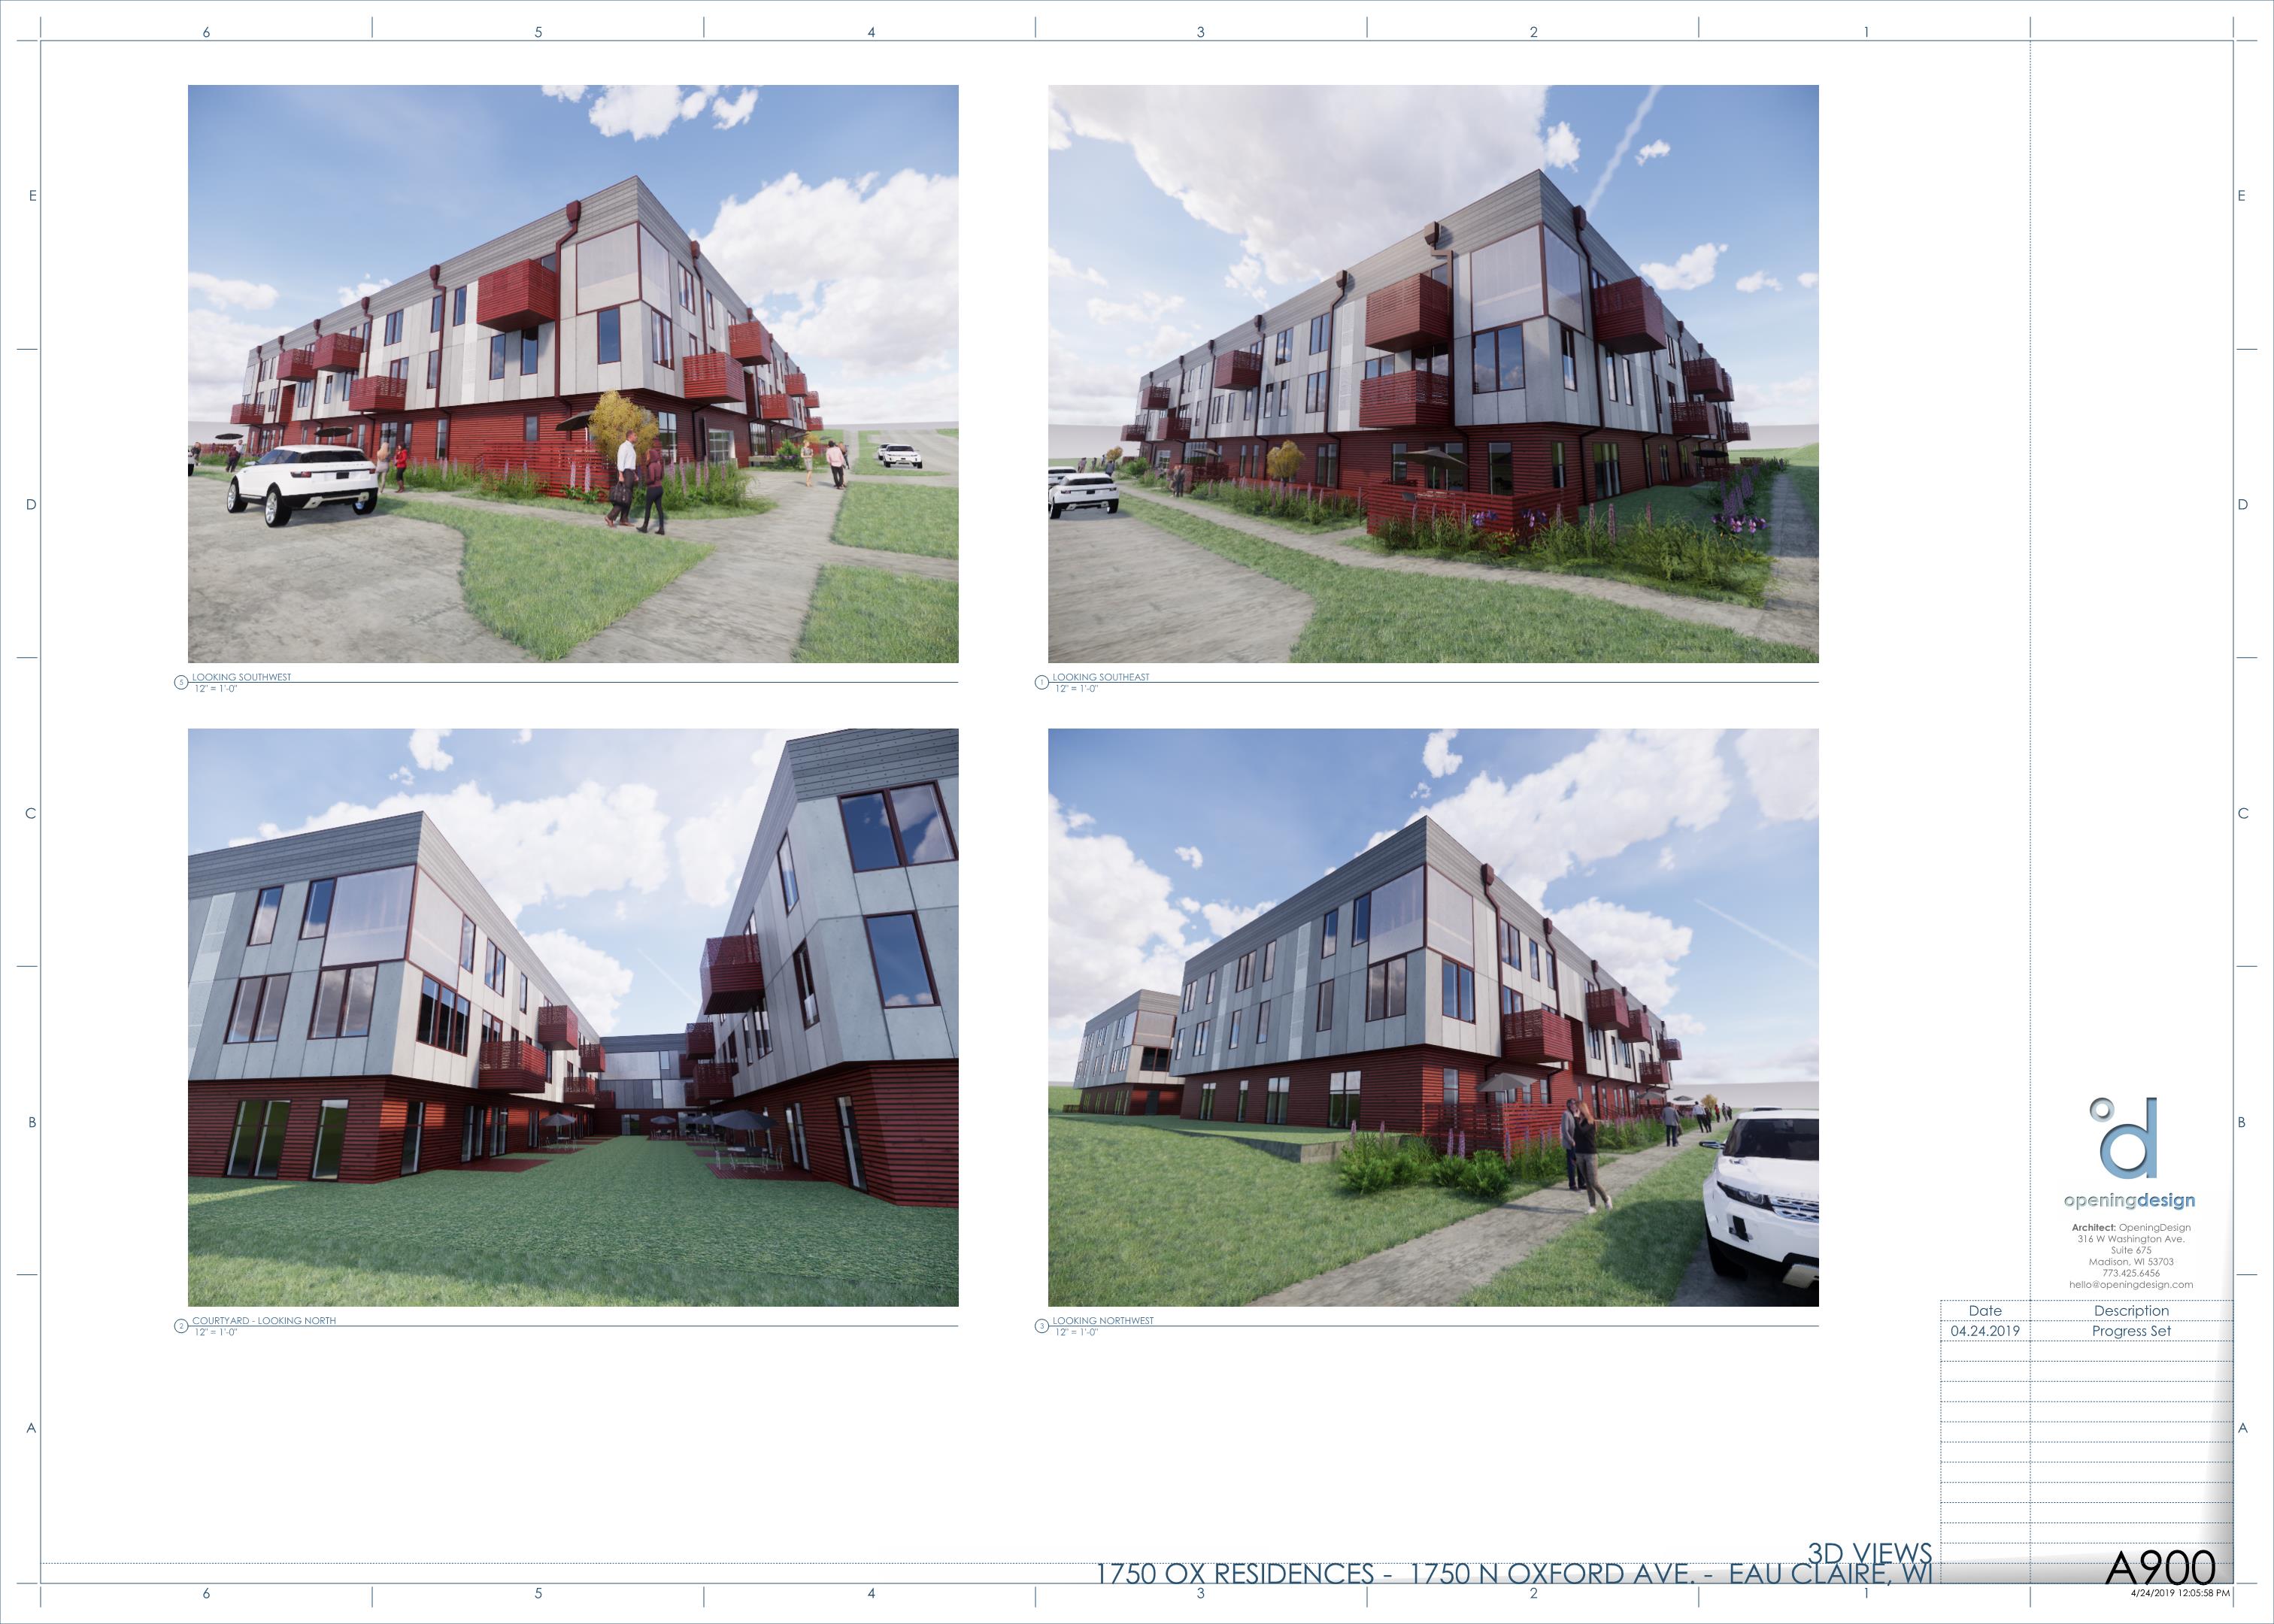 6 5 4 3 2 1
E E
D D
C C
B B
A A
5 LOOKING SOUTHWEST
12" = 1'-0"
1 LOOKING SOUTHEAST
12" = 1'-0"
2 COURTYARD - LOOKING NORTH
12" = 1'-0"
3 LOOKING NORTHWEST
12" = 1'-0"
d
openingdesign
Architect: OpeningDesign
316 W Washington Ave.
Suite 675
Madison, WI 53703
773.425.6456
hello@openingdesign.com
Date Description
04.24.2019 Progress Set
3D VIEWS
1750 OX RESIDENCES - 1750 N OXFORD AVE. - EAU CLAIRE, WI
A900
4/24/2019 12:05:58 PM
6 5 4 3 2 1